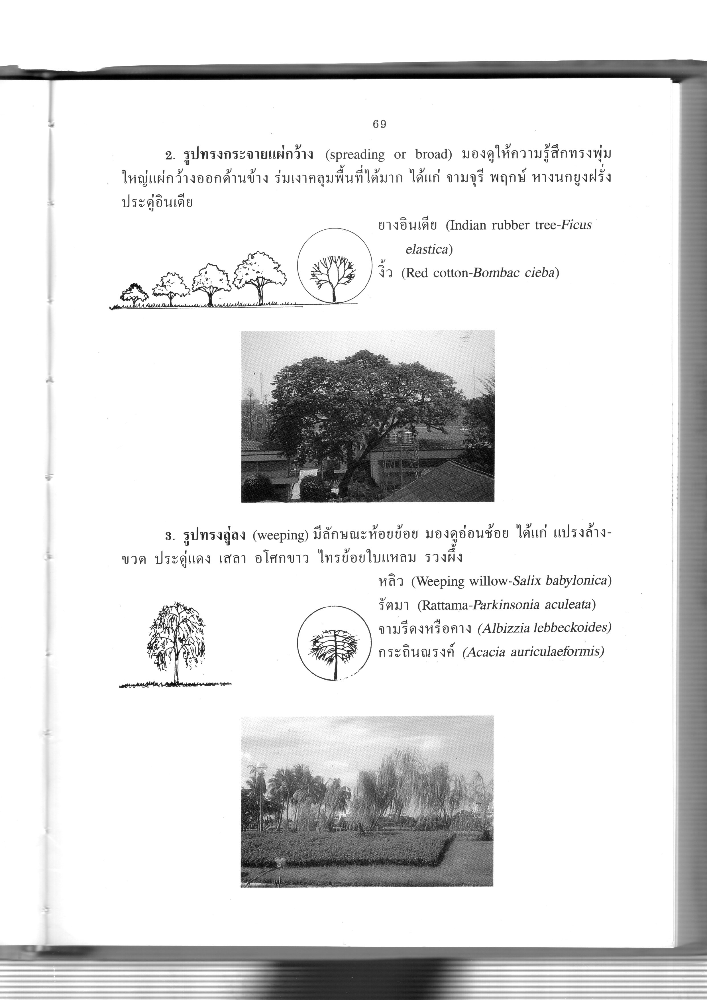 69
2. รูปทรงกระจายแผ่กว้าง (spreading or broad) มองดูให้ความรู้สึกทรงพุ่ม
ใหญ่แผ่กว้างออกด้านข้าง ร่มเงาคลุมพื้นที่ได้มาก ได้แก่ จามจุรี พฤกษ์ หางนกยูงฝรั่ง
ประดู่อินเดีย
ยางอินเดีย (Indian rubber tree-Ficus
elastica)
งิ้ว (Red cotton-Bombac cieba)
3. รูปทรงลู่ลง (weeping) มีลักษณะห้อยย้อย มองดูอ่อนช้อย ได้แก่ แปรงล้าง-
ขวด ประดู่แดง เสลา อโศกขาว ไทรย้อยใบแหลม รวงผึ้ง
หลิว (Weeping willow-Salix babylonica)
รัตมา (Rattama-Parkinsonia aculeata)
จามรีดงหรือคาง (Albizzia lebbeckoides)
กระถินณรงค์ (Acacia auriculaeformis)